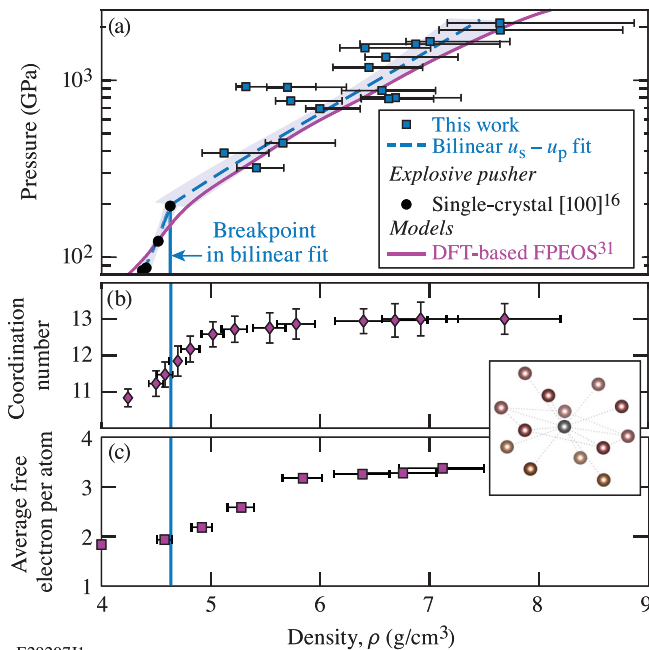 (a)
10³
10²
Pressure (GPa)
This work
Bilinear uₛ – uₚ fit
Explosive pusher
Single-crystal [100]¹⁶
Models
DFT-based FPEOS³¹
Breakpoint
in bilinear fit
(b)
13
12
11
Coordination
number
(c)
4
3
2
1
Average free
electron per atom
4 5 6 7 8 9
Density, ρ (g/cm³)